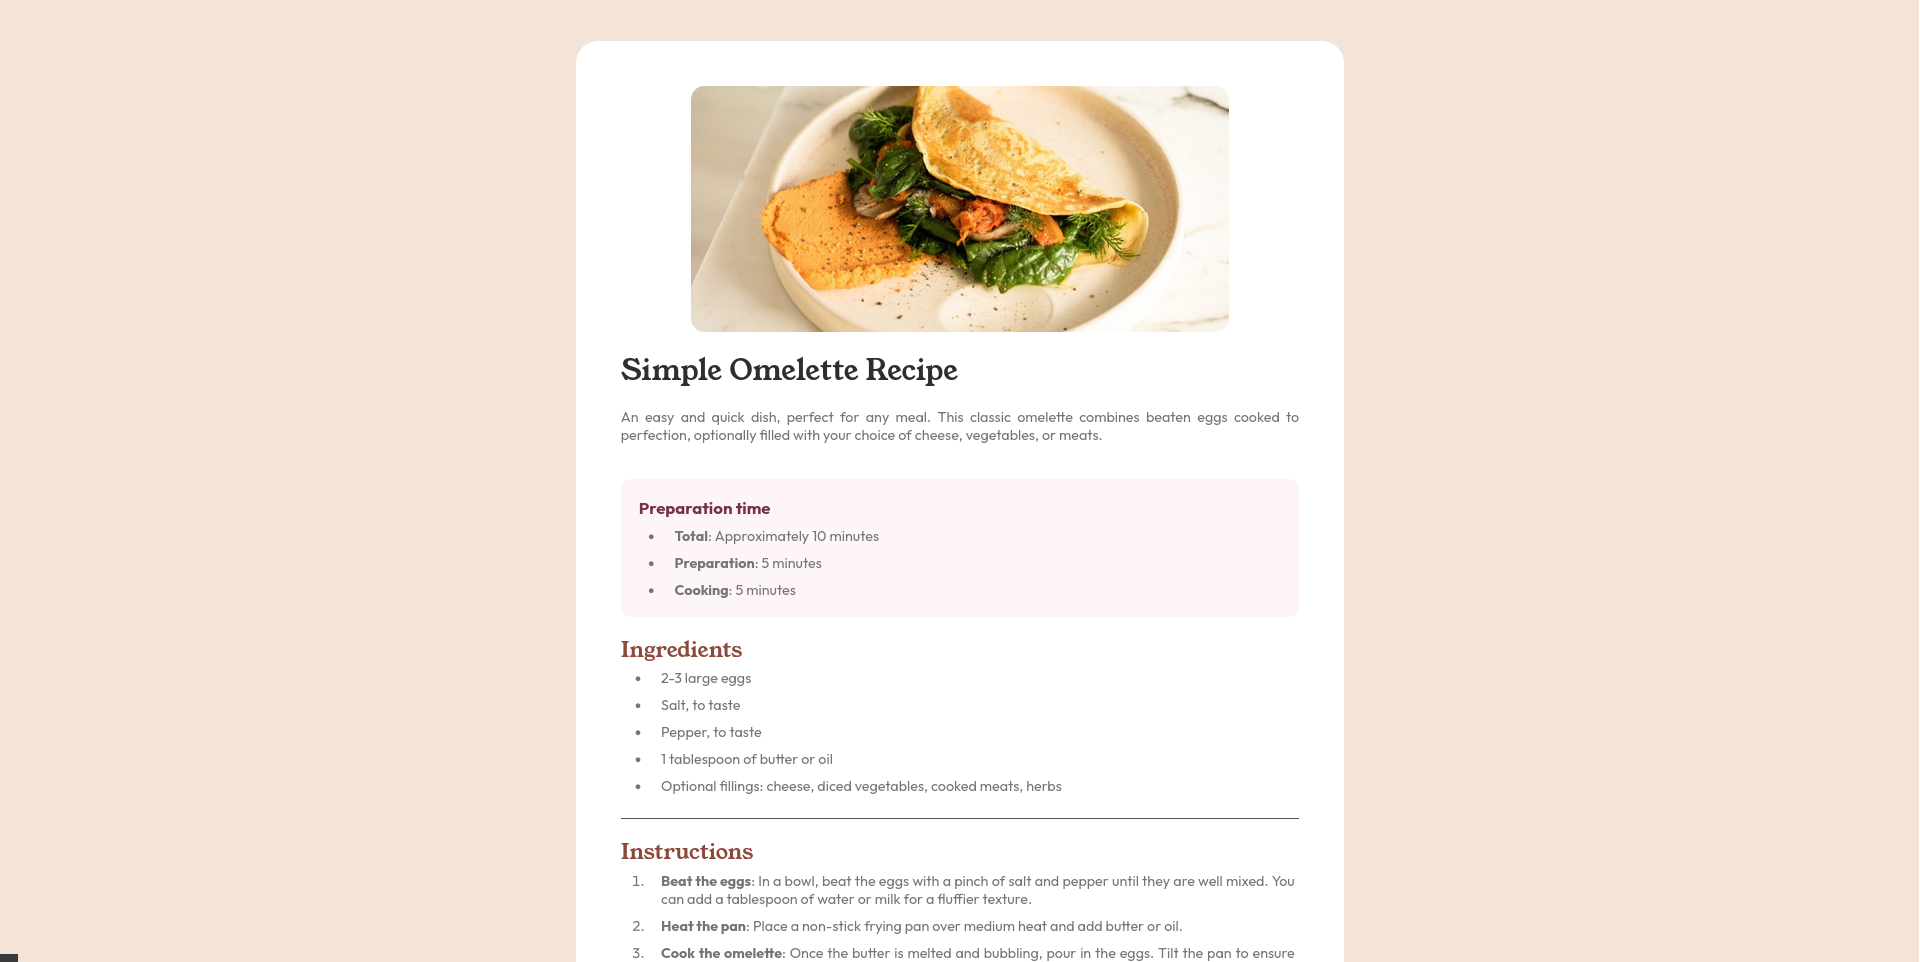 Simple Omelette Recipe
An easy and quick dish, perfect for any meal. This classic omelette combines beaten eggs cooked to
perfection, optionally filled with your choice of cheese, vegetables, or meats.
Preparation time
• Total: Approximately 10 minutes
• Preparation: 5 minutes
• Cooking: 5 minutes
Ingredients
• 2-3 large eggs
• Salt, to taste
• Pepper, to taste
• 1 tablespoon of butter or oil
• Optional fillings: cheese, diced vegetables, cooked meats, herbs
Instructions
1. Beat the eggs: In a bowl, beat the eggs with a pinch of salt and pepper until they are well mixed. You
can add a tablespoon of water or milk for a fluffier texture.
2. Heat the pan: Place a non-stick frying pan over medium heat and add butter or oil.
3. Cook the omelette: Once the butter is melted and bubbling, pour in the eggs. Tilt the pan to ensure